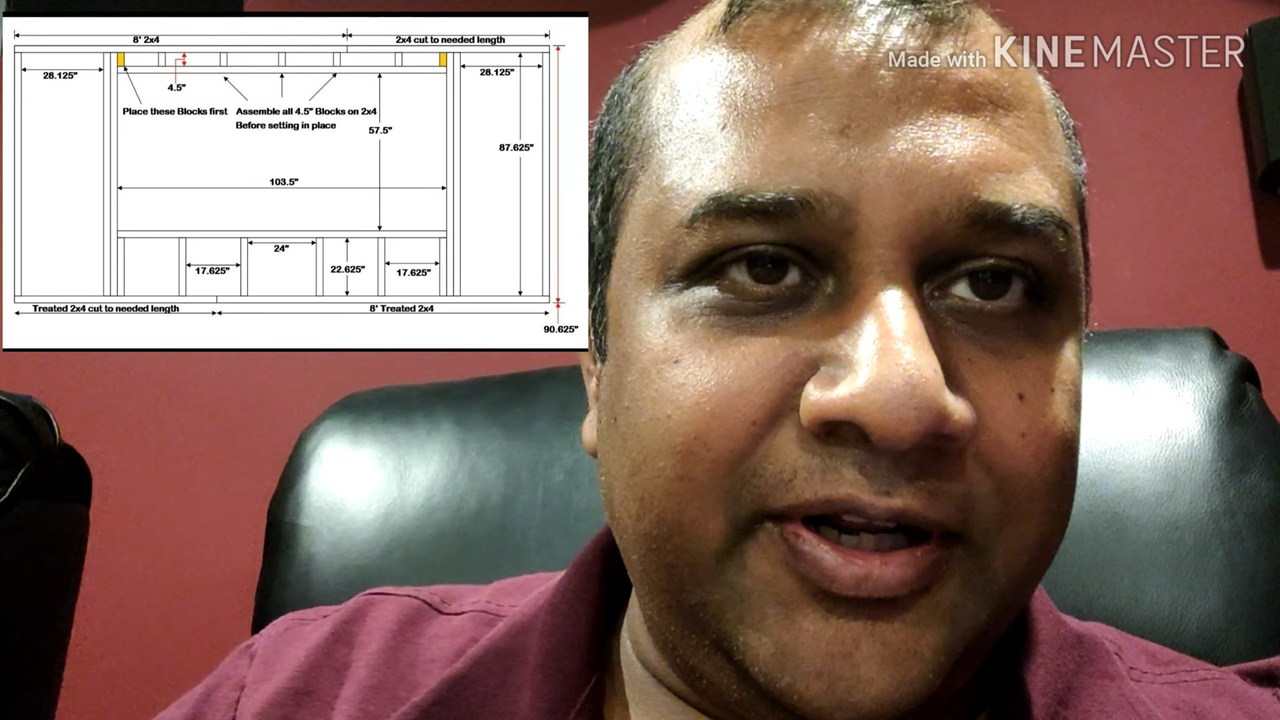 Made with KINEMASTER
8' 2x4
2x4 cut to needed length
28.125"
28.125"
4.5"
Place these Blocks first
Assemble all 4.5" Blocks on 2x4
Before setting in place
57.5"
87.625"
103.5"
24"
17.625"
22.625"
17.625"
Treated 2x4 cut to needed length
8' Treated 2x4
90.625"